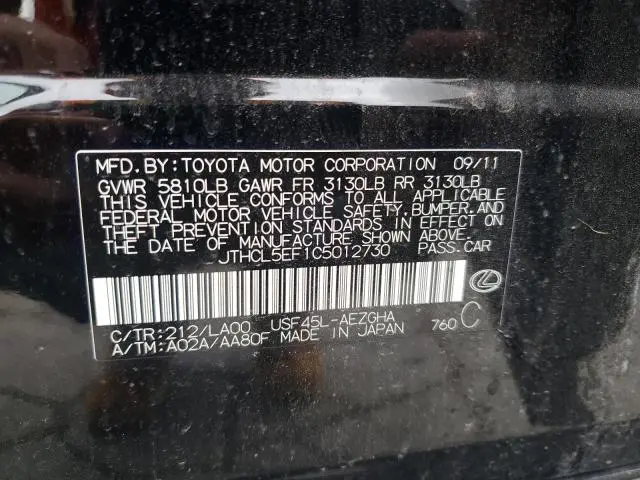 MFD.BY:TOYOTA MOTOR CORPORATION 09/11
GVWR 5810LB GAWR FR 3130LB RR 3130LB
THIS VEHICLE CONFORMS TO ALL APPLICABLE
FEDERAL MOTOR VEHICLE SAFETY,BUMPER,AND
THEFT PREVENTION STANDARDS IN EFFECT ON
THE DATE OF MANUFACTURE SHOWN ABOVE.
JTHCL5EF1C5012730 PASS.CAR
C/TR:212/LA00 USF45L-AEZGHA
A/TM:A02A/AA80F MADE IN JAPAN 760 C